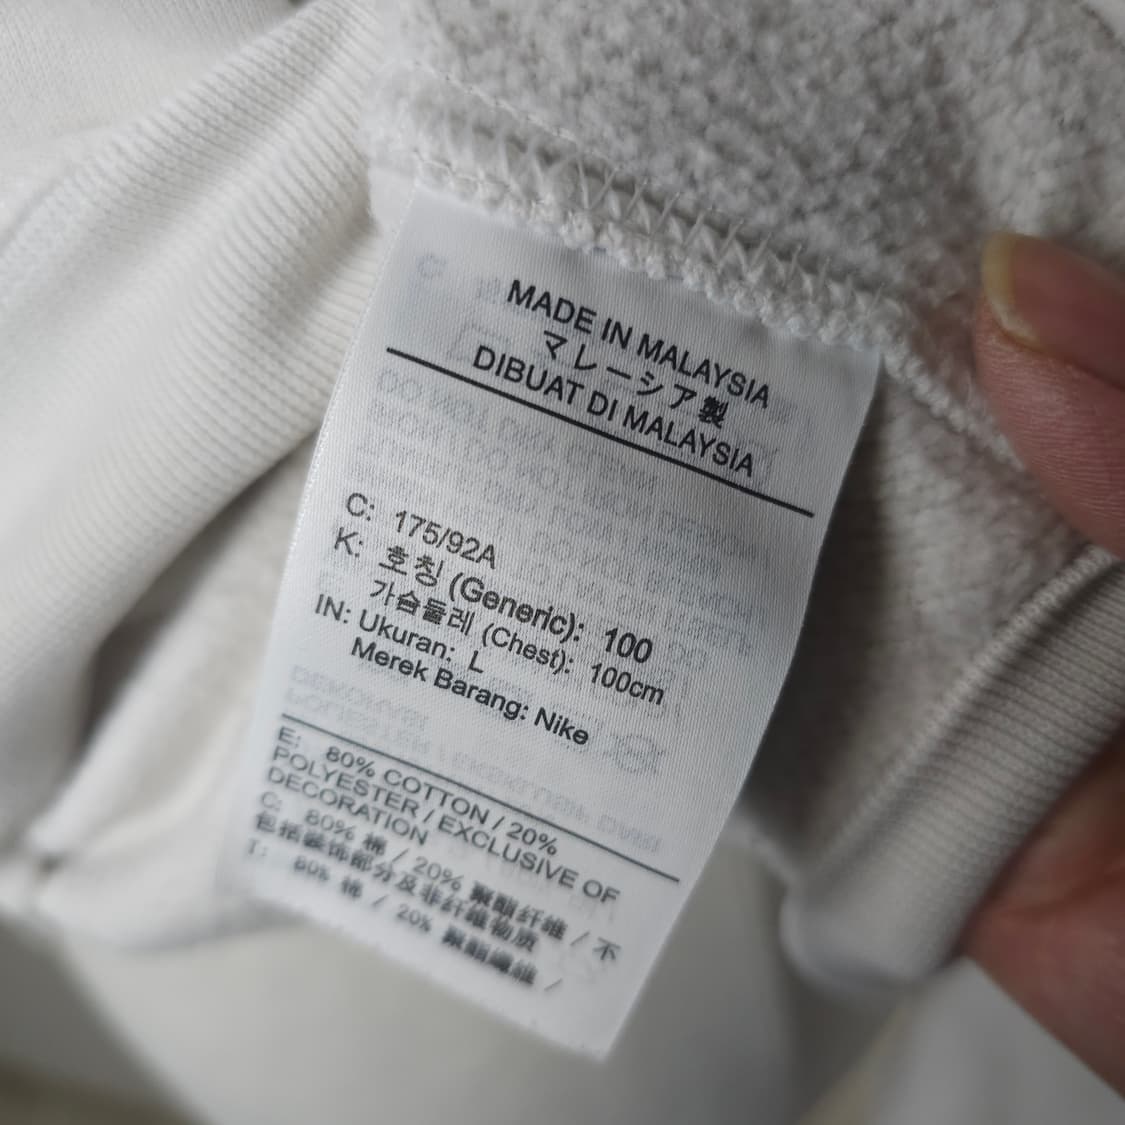 MADE IN MALAYSIA
マレーシア製
DIBUAT DI MALAYSIA
C: 175/92A
K: 호칭 (Generic): 100
가슴둘레 (Chest): 100cm
IN: Ukuran: L
Merek Barang: Nike
E: 80% COTTON / 20%
POLYESTER / EXCLUSIVE OF
DECORATION
C: 80% 棉 / 20% 聚酯纤维 / 不
包括装饰部分及非纤维物质
T: 80% 棉 / 20% 聚酯纖維 /